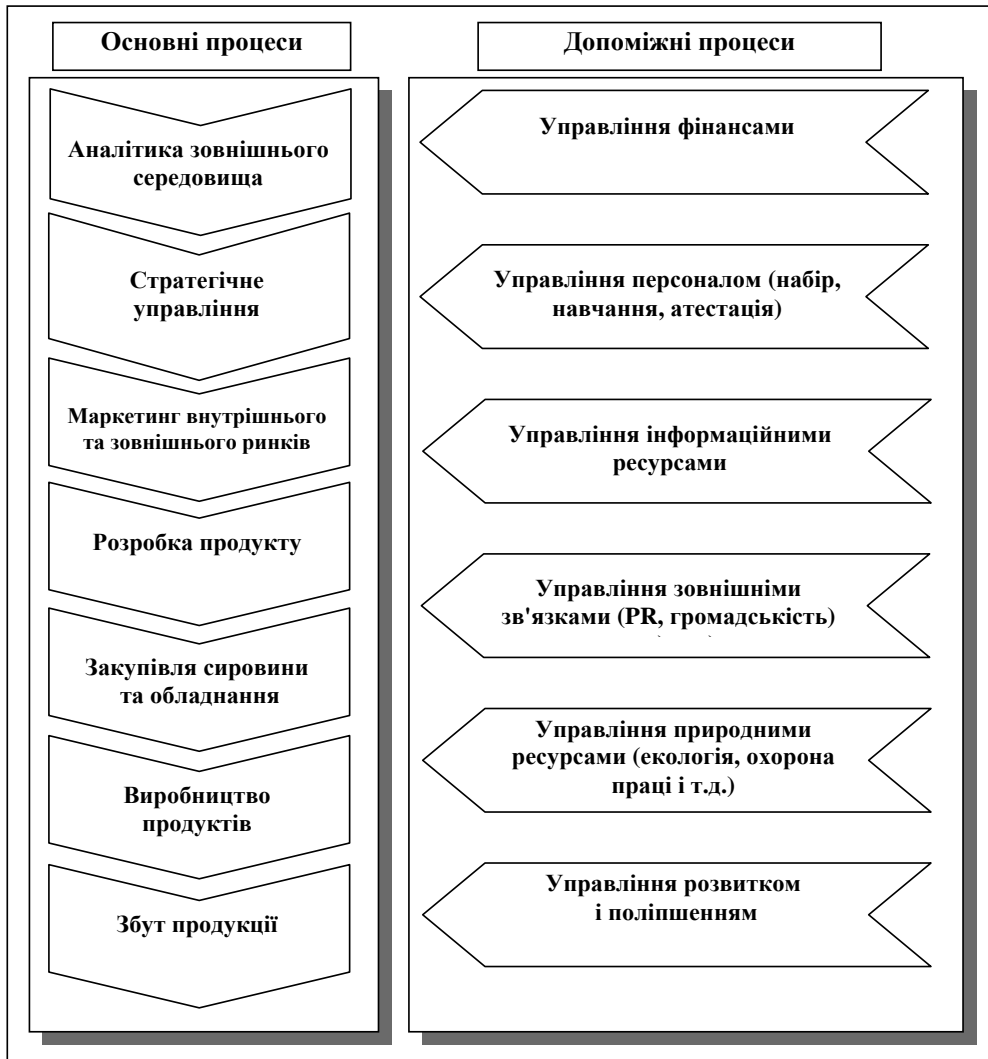 Основні процеси
Аналітика зовнішнього
середовища
Стратегічне
управління
Маркетинг внутрішнього
та зовнішнього ринків
Розробка продукту
Закупівля сировини
та обладнання
Виробництво
продуктів
Збут продукції
Допоміжні процеси
Управління фінансами
Управління персоналом (набір,
навчання, атестація)
Управління інформаційними
ресурсами
Управління зовнішніми
зв'язками (PR, громадськість)
Управління природними
ресурсами (екологія, охорона
праці і т.д.)
Управління розвитком
і поліпшенням